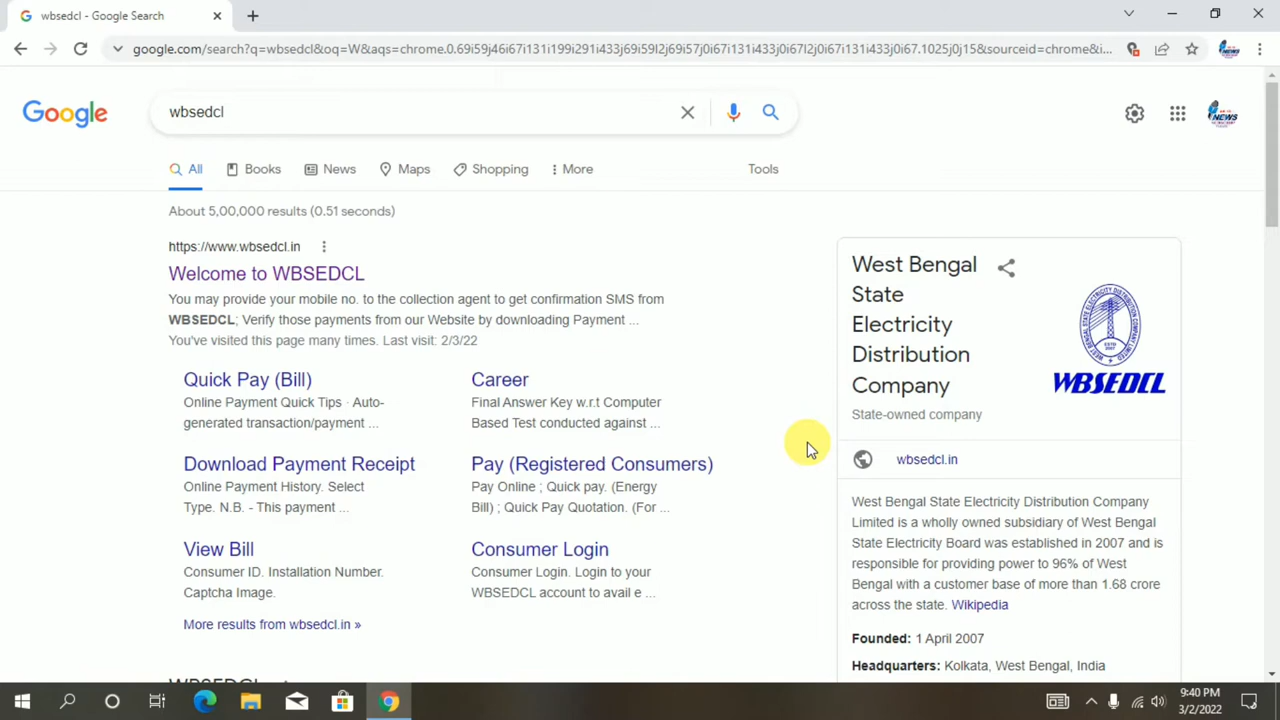 wbsedcl - Google Search
google.com/search?q=wbsedcl&oq=W&aqs=chrome.0.69i59j46i67i131i199i291i433j69i59l2j69i57j0i67i131i433j0i67l2j0i67i131i433j0i67.1025j0j15&sourceid=chrome&i...
Google
wbsedcl
NEWS
All
Books
News
Maps
Shopping
More
Tools
About 5,00,000 results (0.51 seconds)
https://www.wbsedcl.in
Welcome to WBSEDCL
You may provide your mobile no. to the collection agent to get confirmation SMS from
WBSEDCL; Verify those payments from our Website by downloading Payment ...
You've visited this page many times. Last visit: 2/3/22
Quick Pay (Bill)
Online Payment Quick Tips · Auto-
generated transaction/payment ...
Career
Final Answer Key w.r.t Computer
Based Test conducted against ...
Download Payment Receipt
Online Payment History. Select
Type. N.B. - This payment ...
Pay (Registered Consumers)
Pay Online ; Quick pay. (Energy
Bill) ; Quick Pay Quotation. (For ...
View Bill
Consumer ID. Installation Number.
Captcha Image.
Consumer Login
Consumer Login. Login to your
WBSEDCL account to avail e ...
More results from wbsedcl.in »
West Bengal
State
Electricity
Distribution
Company
State-owned company
WBSEDCL
wbsedcl.in
West Bengal State Electricity Distribution Company
Limited is a wholly owned subsidiary of West Bengal
State Electricity Board was established in 2007 and is
responsible for providing power to 96% of West
Bengal with a customer base of more than 1.68 crore
across the state. Wikipedia
Founded: 1 April 2007
Headquarters: Kolkata, West Bengal, India
9:40 PM
3/2/2022